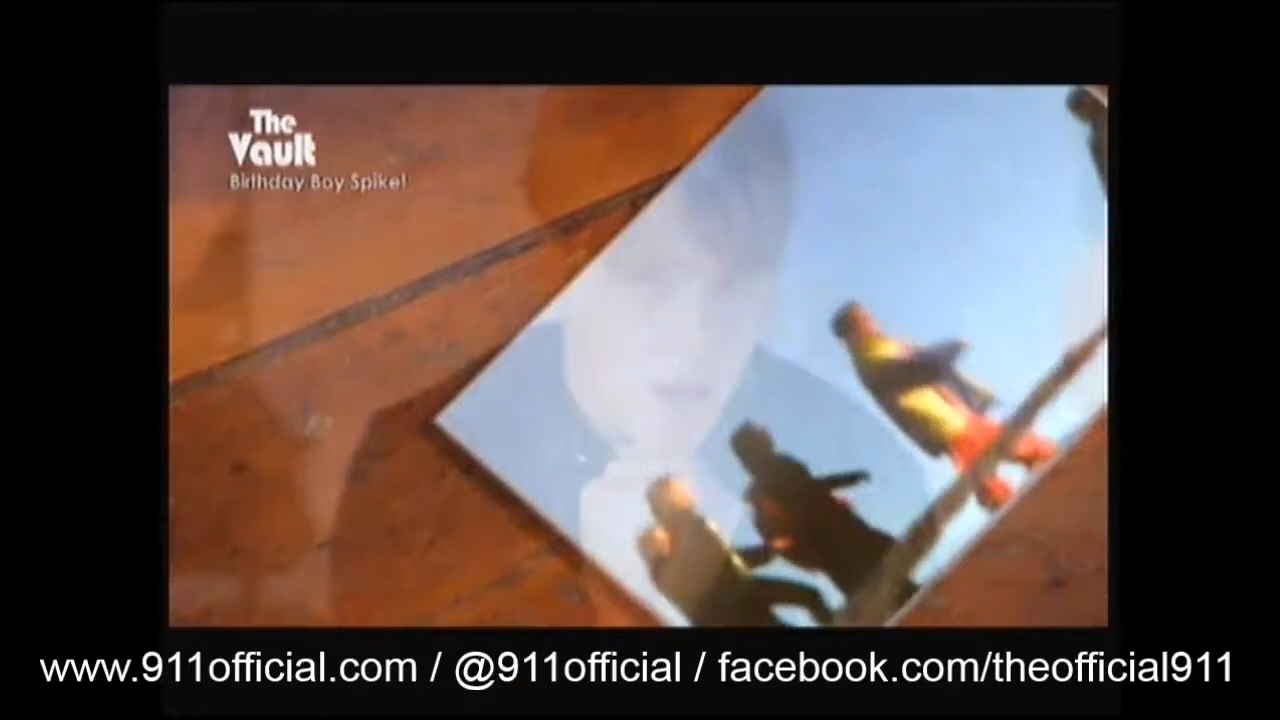 The
Vault
Birthday Boy Spike!
www.911official.com / @911official / facebook.com/theofficial911